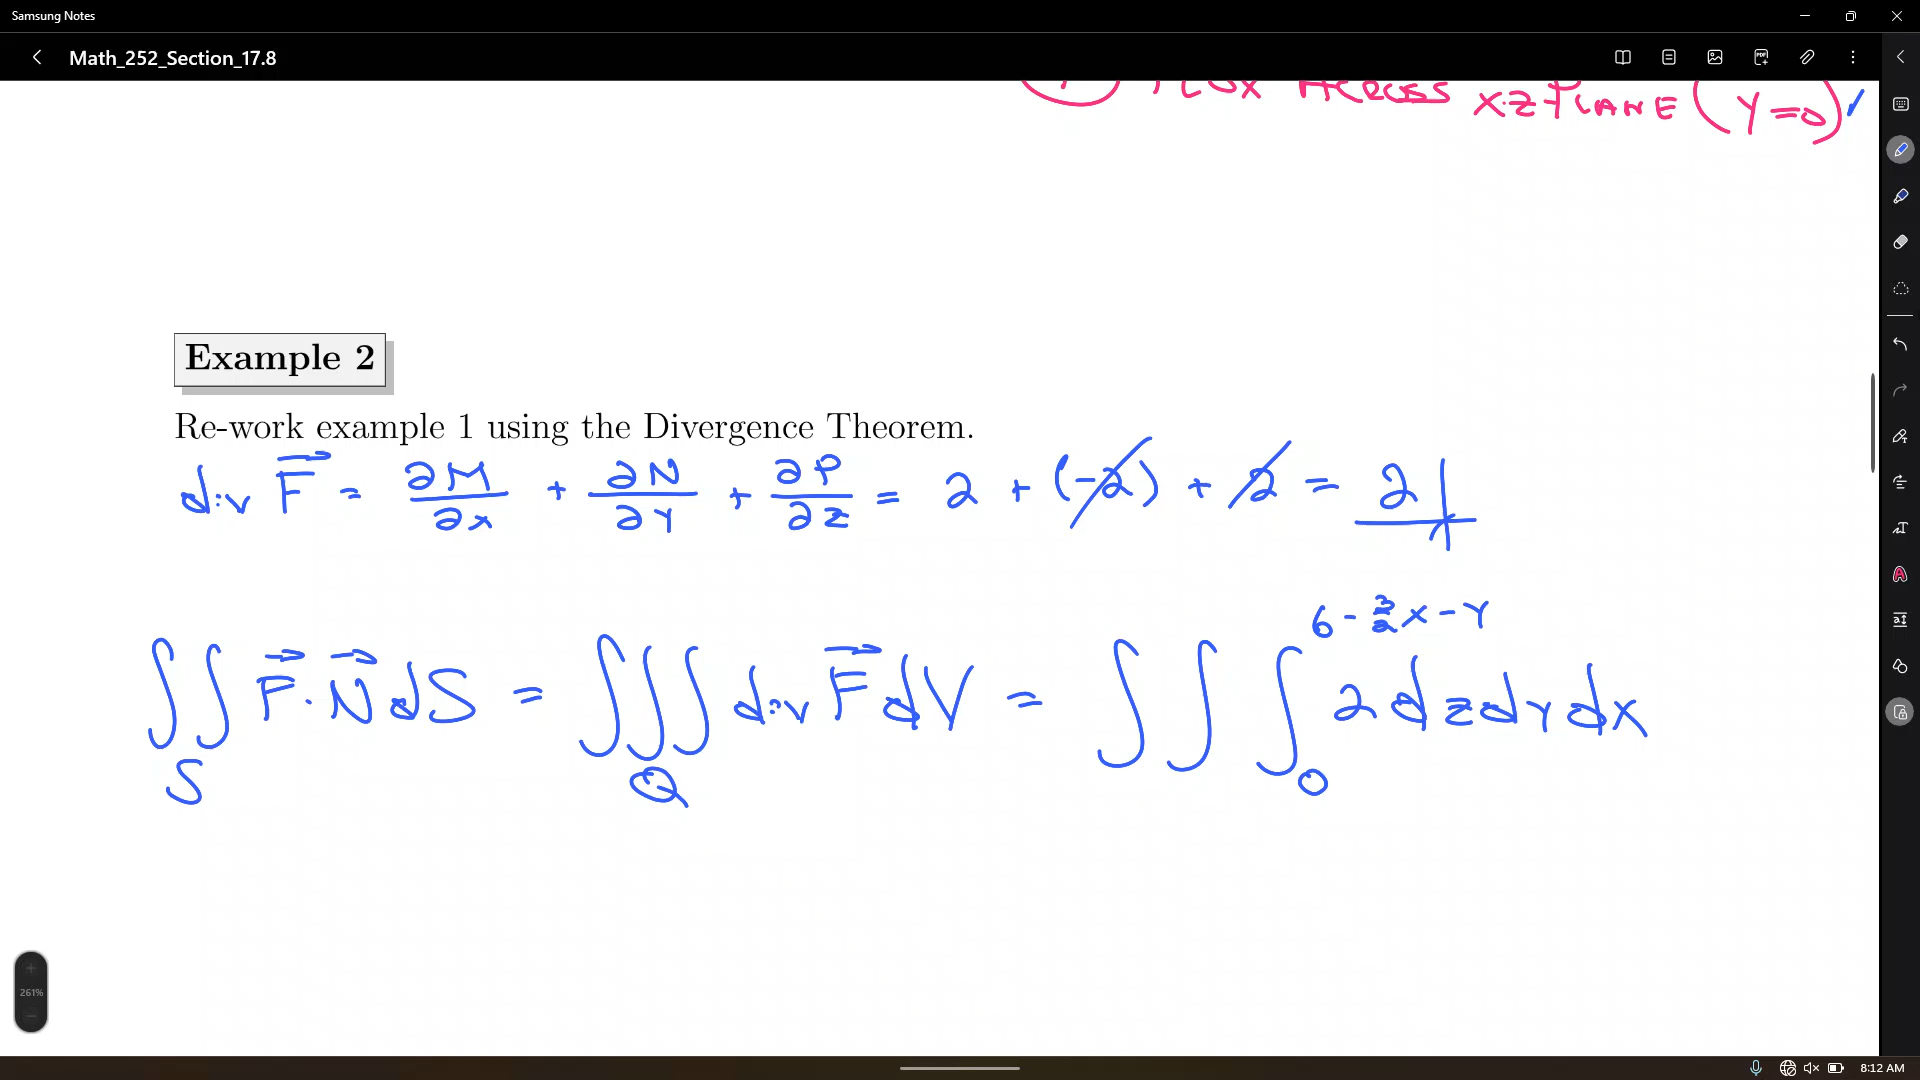 Samsung Notes
Math_252_Section_17.8
FLUX ACROSS XZ-PLANE (Y=0) ✓
Example 2
Re-work example 1 using the Divergence Theorem.
div F⃗ = ∂M/∂x + ∂N/∂Y + ∂P/∂z = 2 + (-2) + 2 = 2
∬_S F⃗·N⃗ dS = ∭_Q div F⃗ dV = ∫∫∫_0^{6-3/2x-Y} 2 dz dY dx
261%
8:12 AM